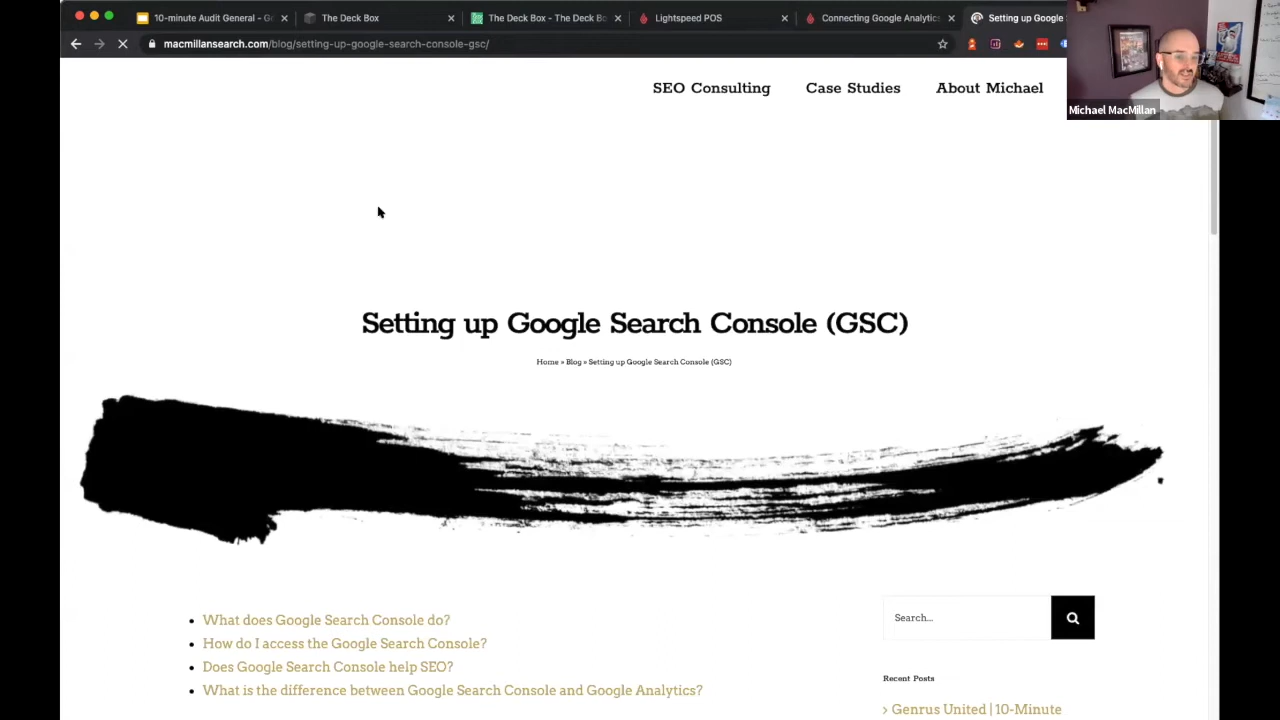 10-minute Audit General - Go
The Deck Box
The Deck Box - The Deck Bo
Lightspeed POS
Connecting Google Analytics
Setting up Google
macmillansearch.com/blog/setting-up-google-search-console-gsc/
Michael MacMillan
SEO Consulting
Case Studies
About Michael
Setting up Google Search Console (GSC)
Home » Blog » Setting up Google Search Console (GSC)
What does Google Search Console do?
How do I access the Google Search Console?
Does Google Search Console help SEO?
What is the difference between Google Search Console and Google Analytics?
Search...
Recent Posts
Genrus United | 10-Minute